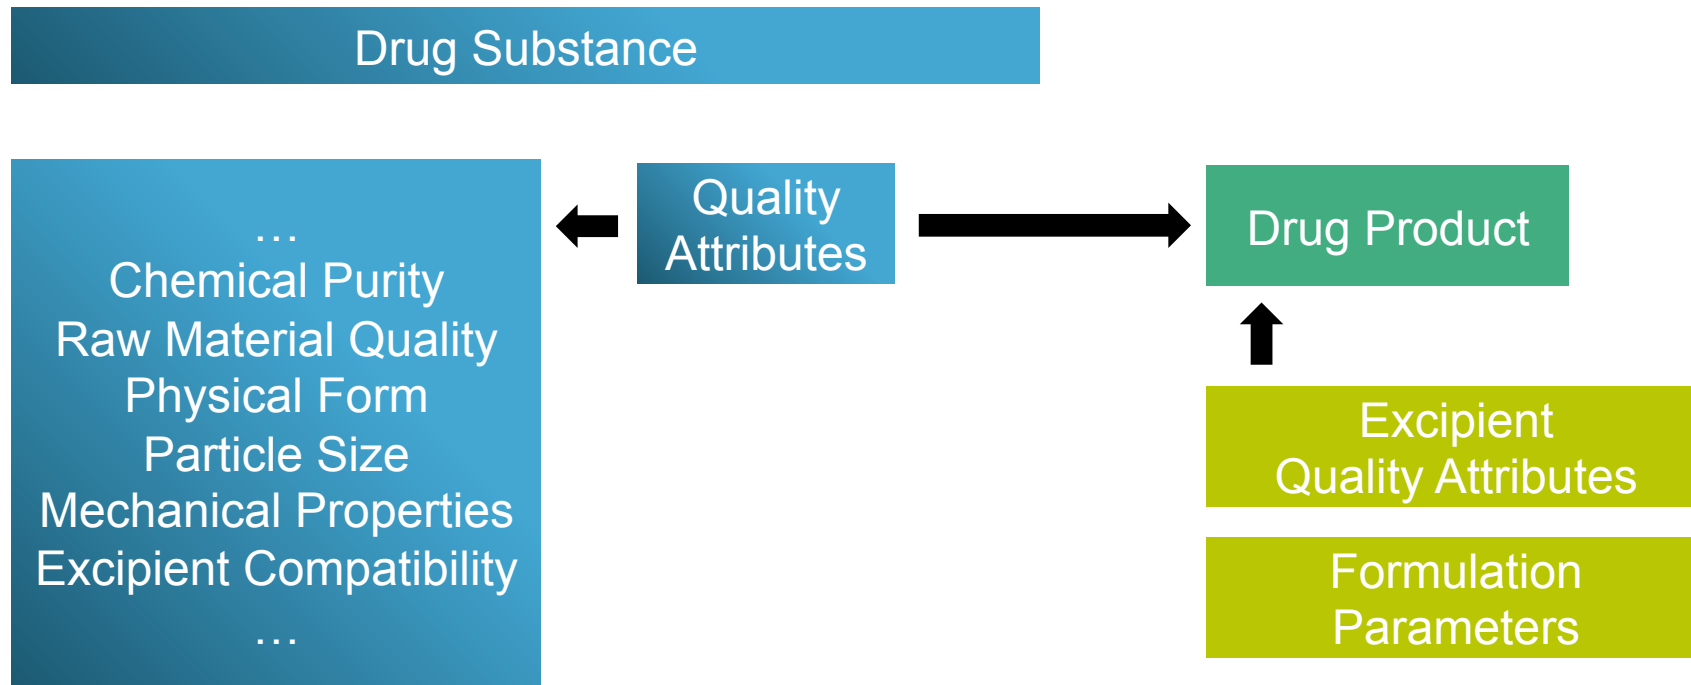 Drug Substance
…
Chemical Purity
Raw Material Quality
Physical Form
Particle Size
Mechanical Properties
Excipient Compatibility
…
Quality
Attributes
Drug Product
Excipient
Quality Attributes
Formulation
Parameters